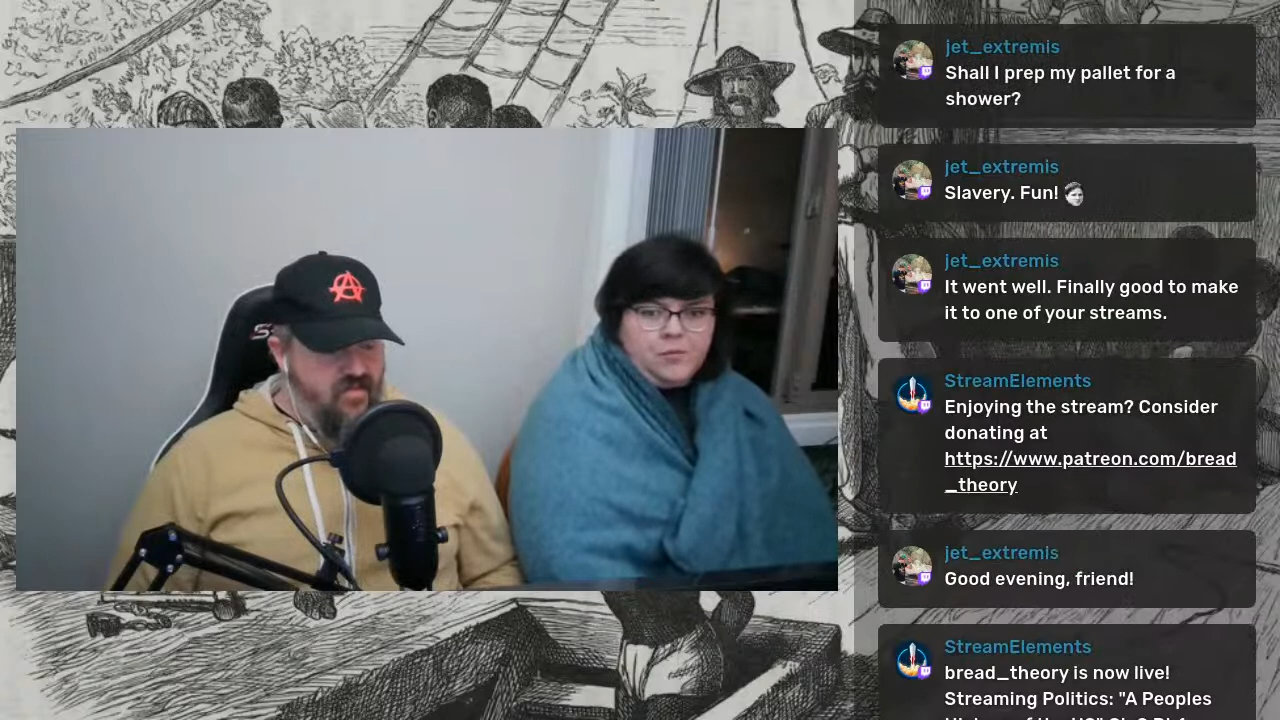 jet_extremis
Shall I prep my pallet for a
shower?
jet_extremis
Slavery. Fun!
jet_extremis
It went well. Finally good to make
it to one of your streams.
StreamElements
Enjoying the stream? Consider
donating at
https://www.patreon.com/bread
_theory
jet_extremis
Good evening, friend!
StreamElements
bread_theory is now live!
Streaming Politics: "A Peoples